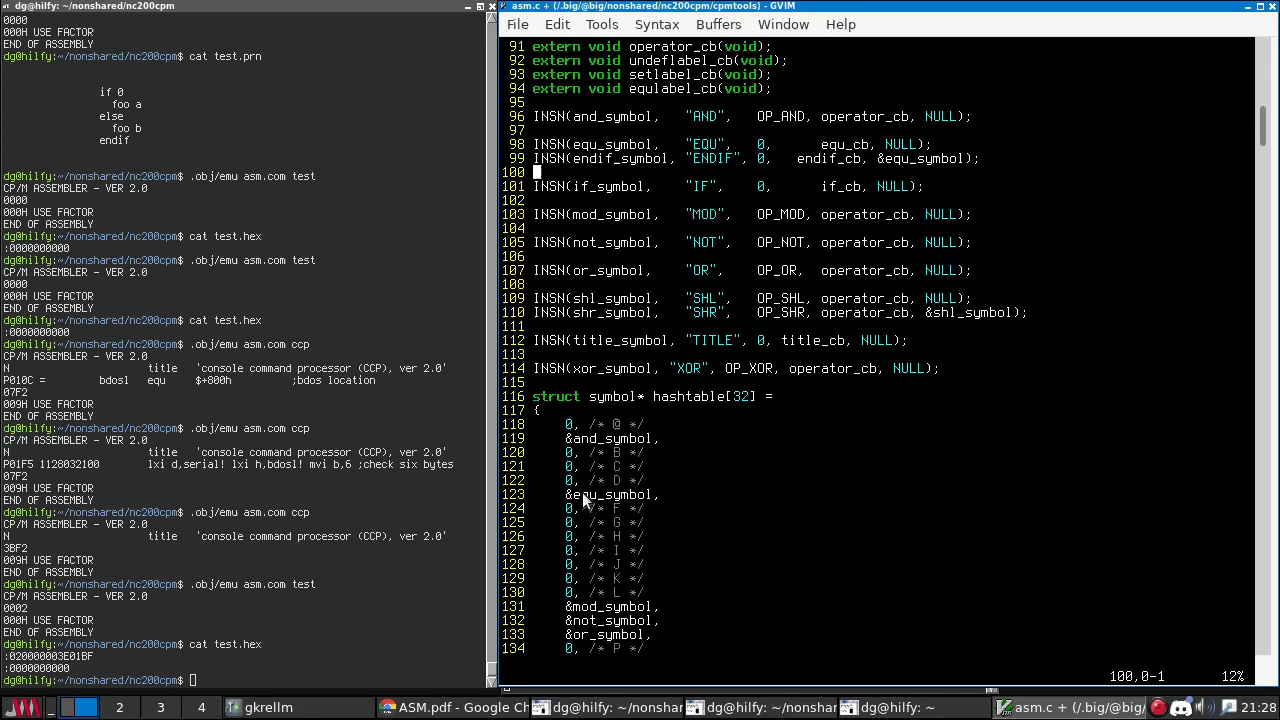 dg@hilfy: ~/nonshared/nc200cpm
000H USE FACTOR
END OF ASSEMBLY
dg@hilfy:~/nonshared/nc200cpm$ cat test.prn
if 0
foo a
else
foo b
endif
dg@hilfy:~/nonshared/nc200cpm$ .obj/emu asm.com test
CP/M ASSEMBLER - VER 2.0
0000
000H USE FACTOR
END OF ASSEMBLY
dg@hilfy:~/nonshared/nc200cpm$ cat test.hex
:0000000000
dg@hilfy:~/nonshared/nc200cpm$ .obj/emu asm.com test
CP/M ASSEMBLER - VER 2.0
0000
000H USE FACTOR
END OF ASSEMBLY
dg@hilfy:~/nonshared/nc200cpm$ cat test.hex
:0000000000
dg@hilfy:~/nonshared/nc200cpm$ .obj/emu asm.com ccp
CP/M ASSEMBLER - VER 2.0
N title 'console command processor (CCP), ver 2.0'
P010C = bdosl equ $+800h ;bdos location
07F2
009H USE FACTOR
END OF ASSEMBLY
dg@hilfy:~/nonshared/nc200cpm$ .obj/emu asm.com ccp
CP/M ASSEMBLER - VER 2.0
N title 'console command processor (CCP), ver 2.0'
P01F5 1128032100 lxi d,serial! lxi h,bdosl! mvi b,6 ;check six bytes
07F2
009H USE FACTOR
END OF ASSEMBLY
dg@hilfy:~/nonshared/nc200cpm$ .obj/emu asm.com ccp
CP/M ASSEMBLER - VER 2.0
N title 'console command processor (CCP), ver 2.0'
3BF2
009H USE FACTOR
END OF ASSEMBLY
dg@hilfy:~/nonshared/nc200cpm$ .obj/emu asm.com test
CP/M ASSEMBLER - VER 2.0
0002
000H USE FACTOR
END OF ASSEMBLY
dg@hilfy:~/nonshared/nc200cpm$ cat test.hex
:020000003E01BF
:0000000000
dg@hilfy:~/nonshared/nc200cpm$
asm.c + (/.big/@big/nonshared/nc200cpm/cpmtools) - GVIM
File Edit Tools Syntax Buffers Window Help
91 extern void operator_cb(void);
92 extern void undeflabel_cb(void);
93 extern void setlabel_cb(void);
94 extern void equlabel_cb(void);
95
96 INSN(and_symbol, "AND", OP_AND, operator_cb, NULL);
97
98 INSN(equ_symbol, "EQU", 0, equ_cb, NULL);
99 INSN(endif_symbol, "ENDIF", 0, endif_cb, &equ_symbol);
100
101 INSN(if_symbol, "IF", 0, if_cb, NULL);
102
103 INSN(mod_symbol, "MOD", OP_MOD, operator_cb, NULL);
104
105 INSN(not_symbol, "NOT", OP_NOT, operator_cb, NULL);
106
107 INSN(or_symbol, "OR", OP_OR, operator_cb, NULL);
108
109 INSN(shl_symbol, "SHL", OP_SHL, operator_cb, NULL);
110 INSN(shr_symbol, "SHR", OP_SHR, operator_cb, &shl_symbol);
111
112 INSN(title_symbol, "TITLE", 0, title_cb, NULL);
113
114 INSN(xor_symbol, "XOR", OP_XOR, operator_cb, NULL);
115
116 struct symbol* hashtable[32] =
117 {
118 0, /* @ */
119 &and_symbol,
120 0, /* B */
121 0, /* C */
122 0, /* D */
123 &equ_symbol,
124 0, /* F */
125 0, /* G */
126 0, /* H */
127 0, /* I */
128 0, /* J */
129 0, /* K */
130 0, /* L */
131 &mod_symbol,
132 &not_symbol,
133 &or_symbol,
134 0, /* P */
100,0-1 12%
2 3 4 gkrellm ASM.pdf - Google Ch dg@hilfy: ~/nonshare dg@hilfy: ~/nonshar dg@hilfy: ~ asm.c + (/.big/@big/ 21:28